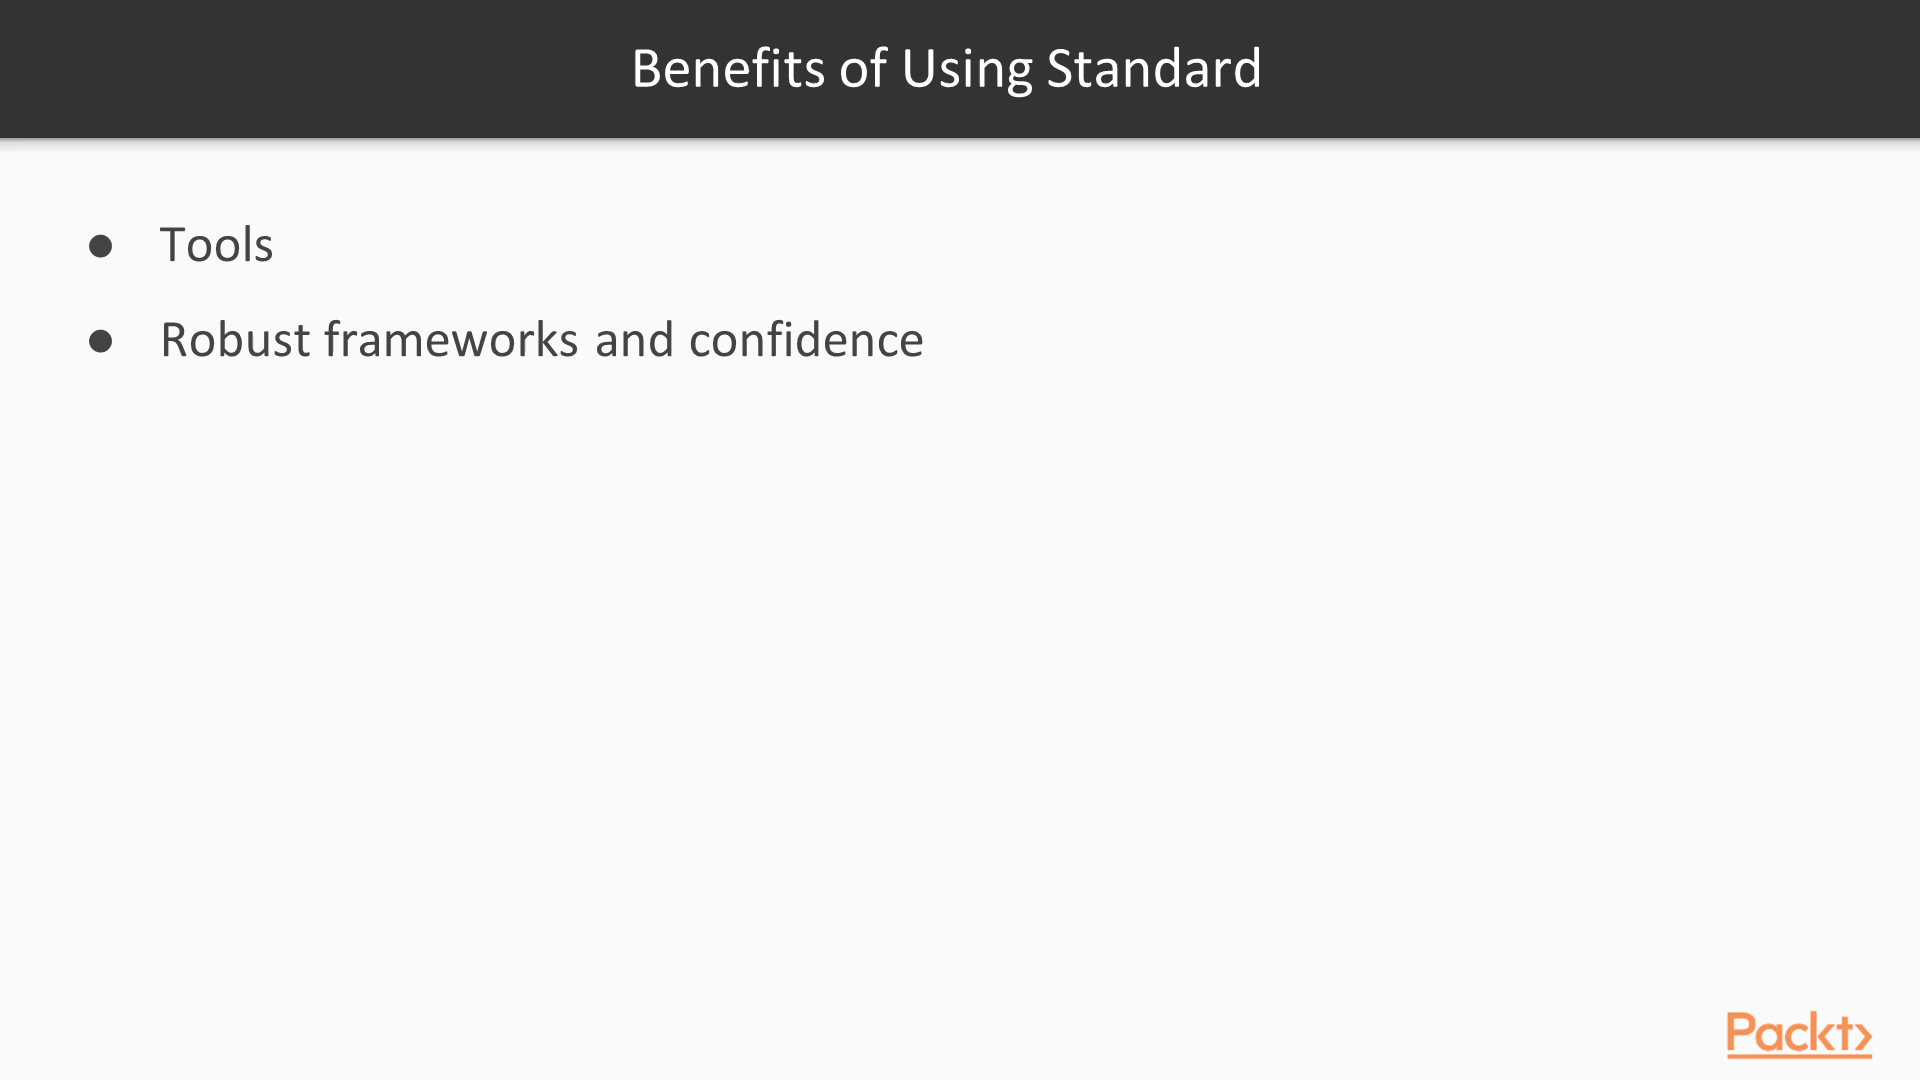 Benefits of Using Standard
● Tools
● Robust frameworks and confidence
Packt>